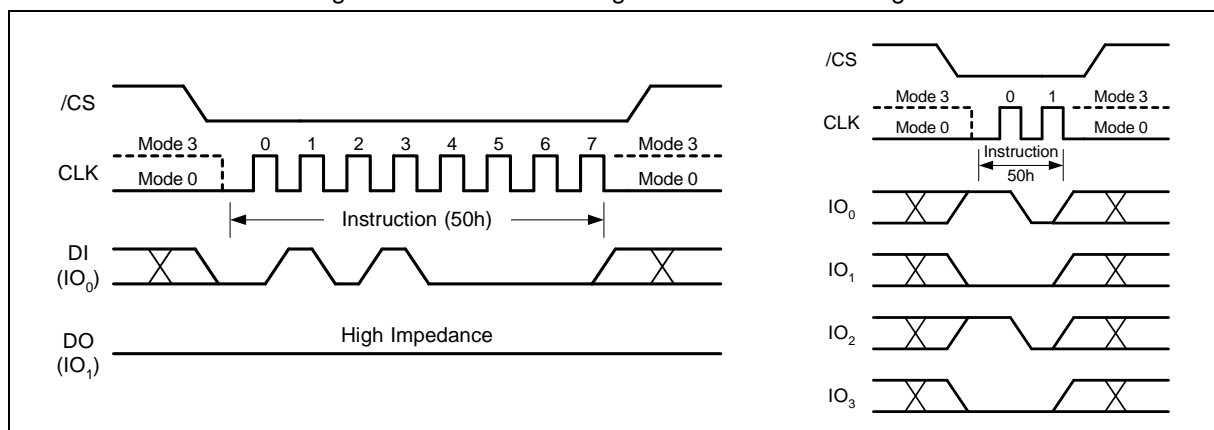 /CS
Mode 3 0 1 2 3 4 5 6 7 Mode 3
CLK
Mode 0 Mode 0
Instruction (50h)
DI
(IO0)
High Impedance
DO
(IO1)
/CS
Mode 3 0 1 Mode 3
CLK
Mode 0 Mode 0
Instruction
50h
IO0
IO1
IO2
IO3